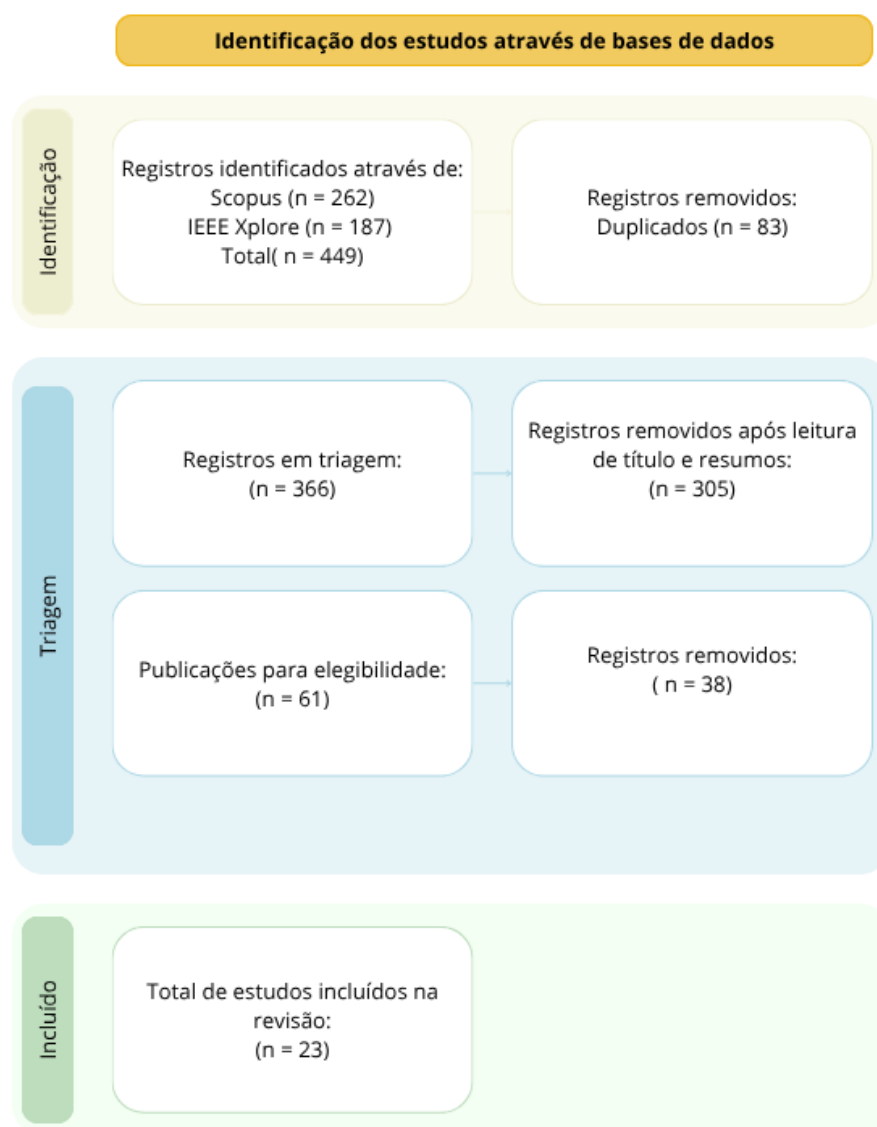 Identificação dos estudos através de bases de dados
Identificação
Registros identificados através de:
Scopus (n = 262)
IEEE Xplore (n = 187)
Total( n = 449)
Registros removidos:
Duplicados (n = 83)
Triagem
Registros em triagem:
(n = 366)
Registros removidos após leitura
de título e resumos:
(n = 305)
Publicações para elegibilidade:
(n = 61)
Registros removidos:
( n = 38)
Incluído
Total de estudos incluídos na
revisão:
(n = 23)